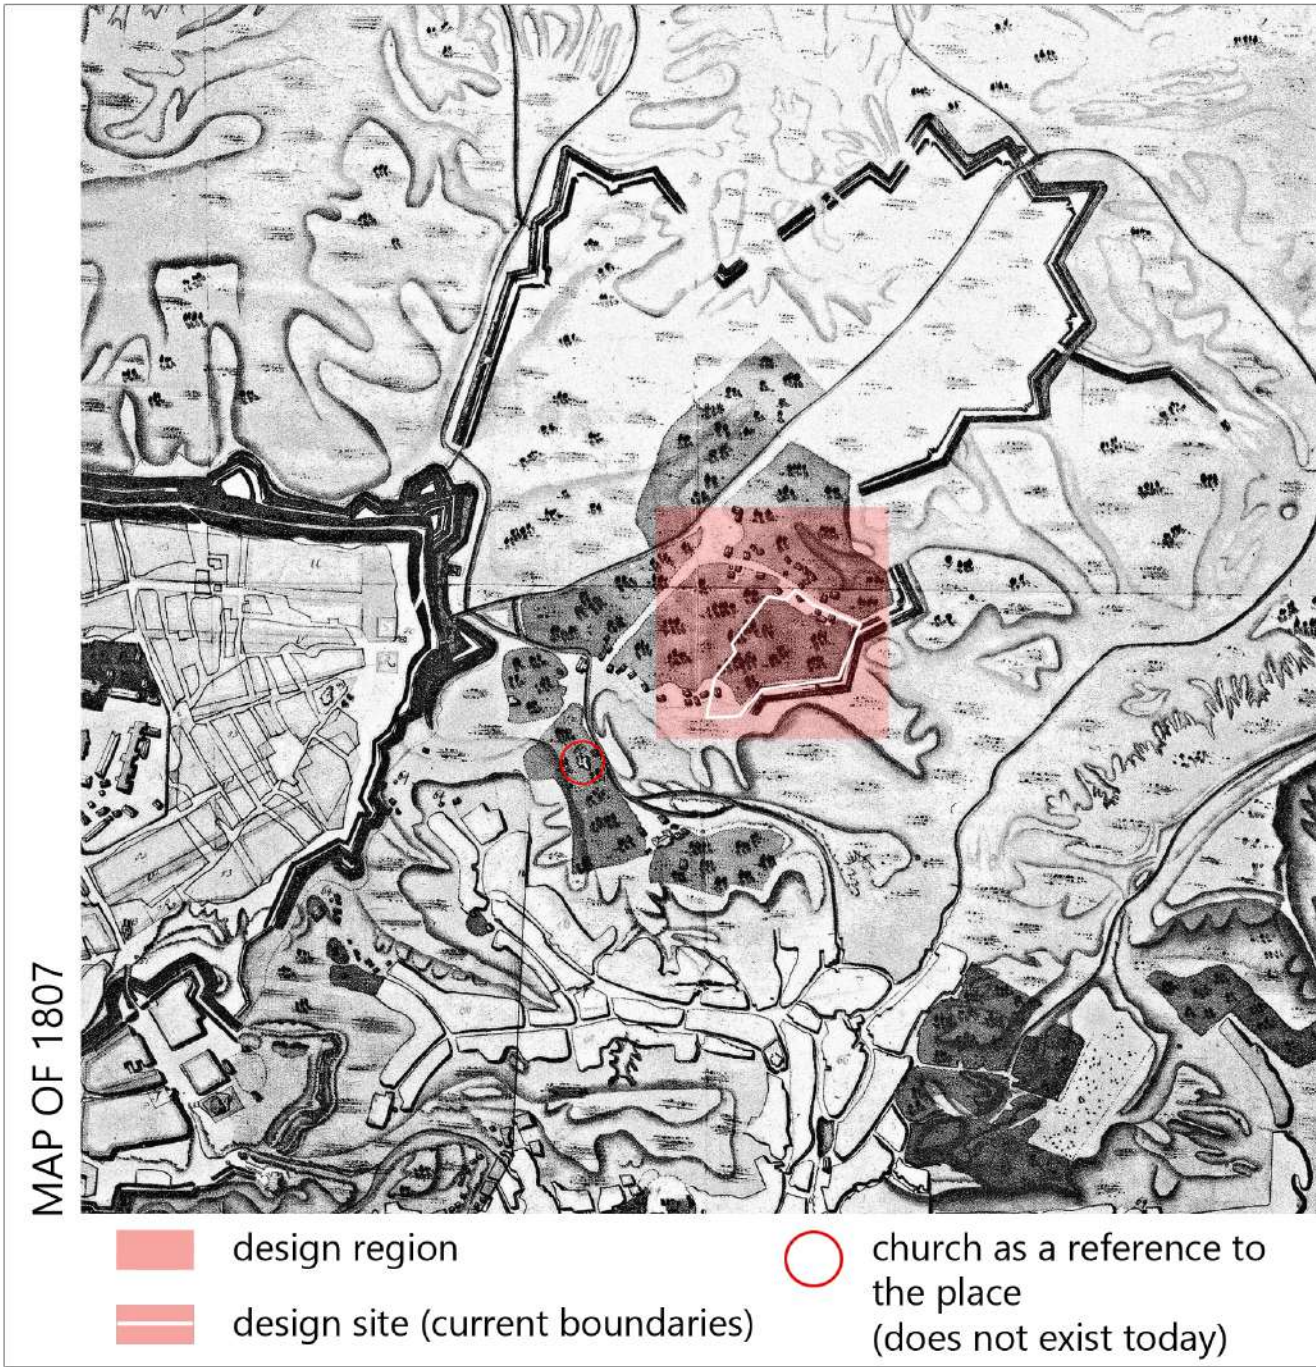 MAP OF 1807
design region
design site (current boundaries)
church as a reference to
the place
(does not exist today)